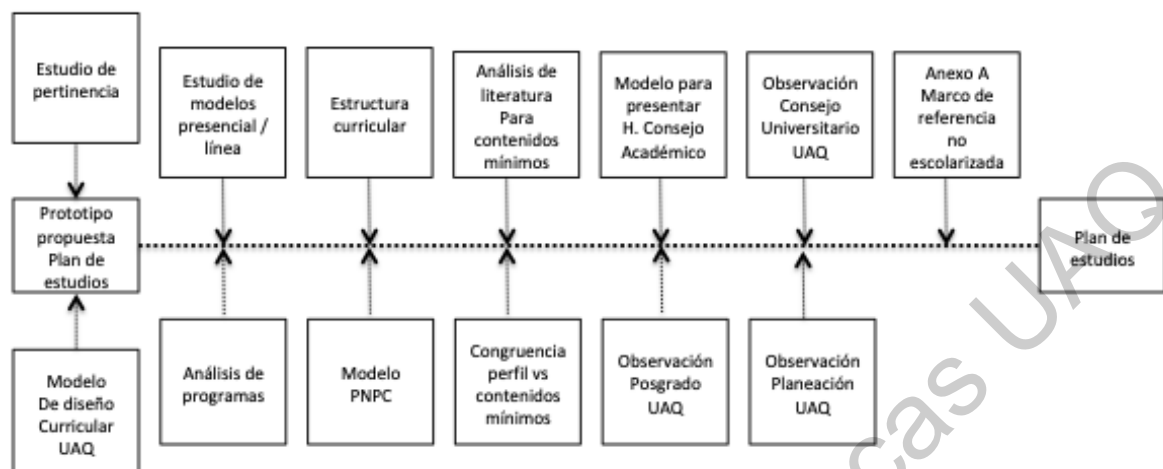 Estudio de
pertinencia
Estudio de
modelos
presencial /
línea
Estructura
curricular
Análisis de
literatura
Para
contenidos
mínimos
Modelo para
presentar
H. Consejo
Académico
Observación
Consejo
Universitario
UAQ
Anexo A
Marco de
referencia
no
escolarizada
Prototipo
propuesta
Plan de
estudios
Plan de
estudios
Modelo
De diseño
Curricular
UAQ
Análisis de
programas
Modelo
PNPC
Congruencia
perfil vs
contenidos
mínimos
Observación
Posgrado
UAQ
Observación
Planeación
UAQ
cas UAQ